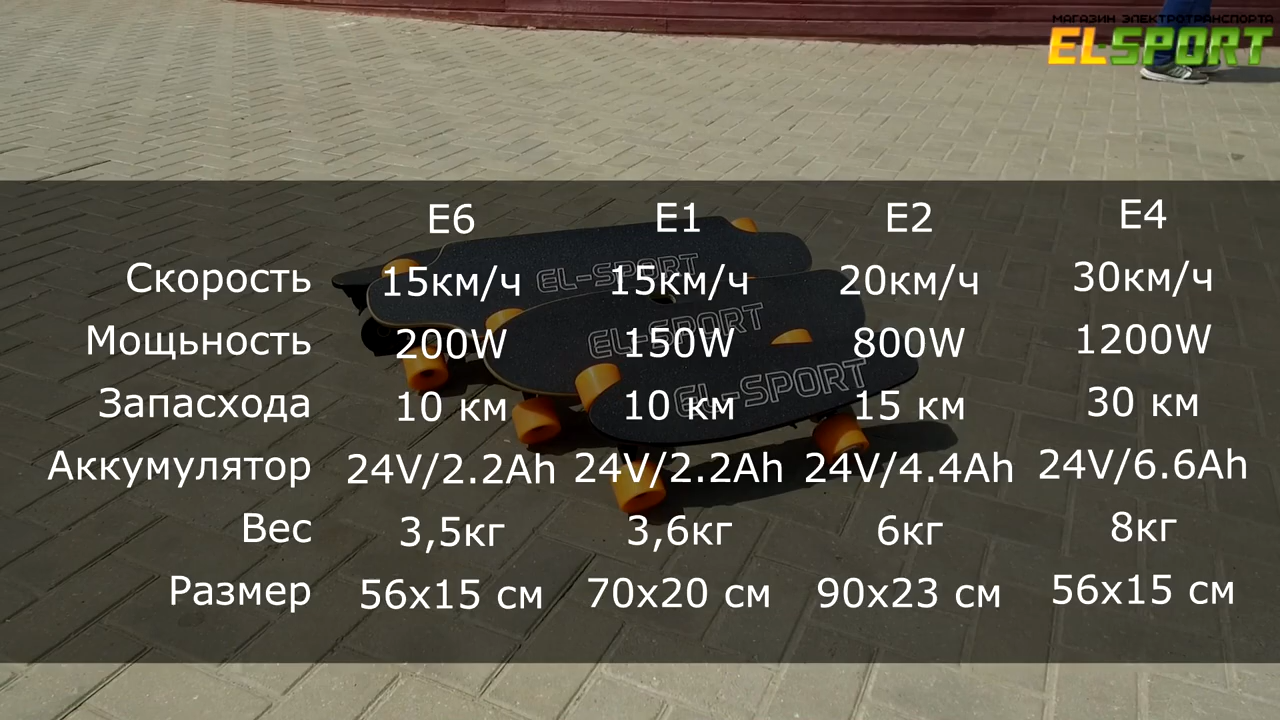 МАГАЗИН ЭЛЕКТРОТРАНСПОРТА
EL-SPORT
E6 E1 E2 E4
Скорость 15км/ч 15км/ч 20км/ч 30км/ч
Мощьность 200W 150W 800W 1200W
Запасхода 10 км 10 км 15 км 30 км
Аккумулятор 24V/2.2Ah 24V/2.2Ah 24V/4.4Ah 24V/6.6Ah
Вес 3,5кг 3,6кг 6кг 8кг
Размер 56x15 см 70x20 см 90x23 см 56x15 см
EL-SPORT
EL-SPORT
EL-SPORT